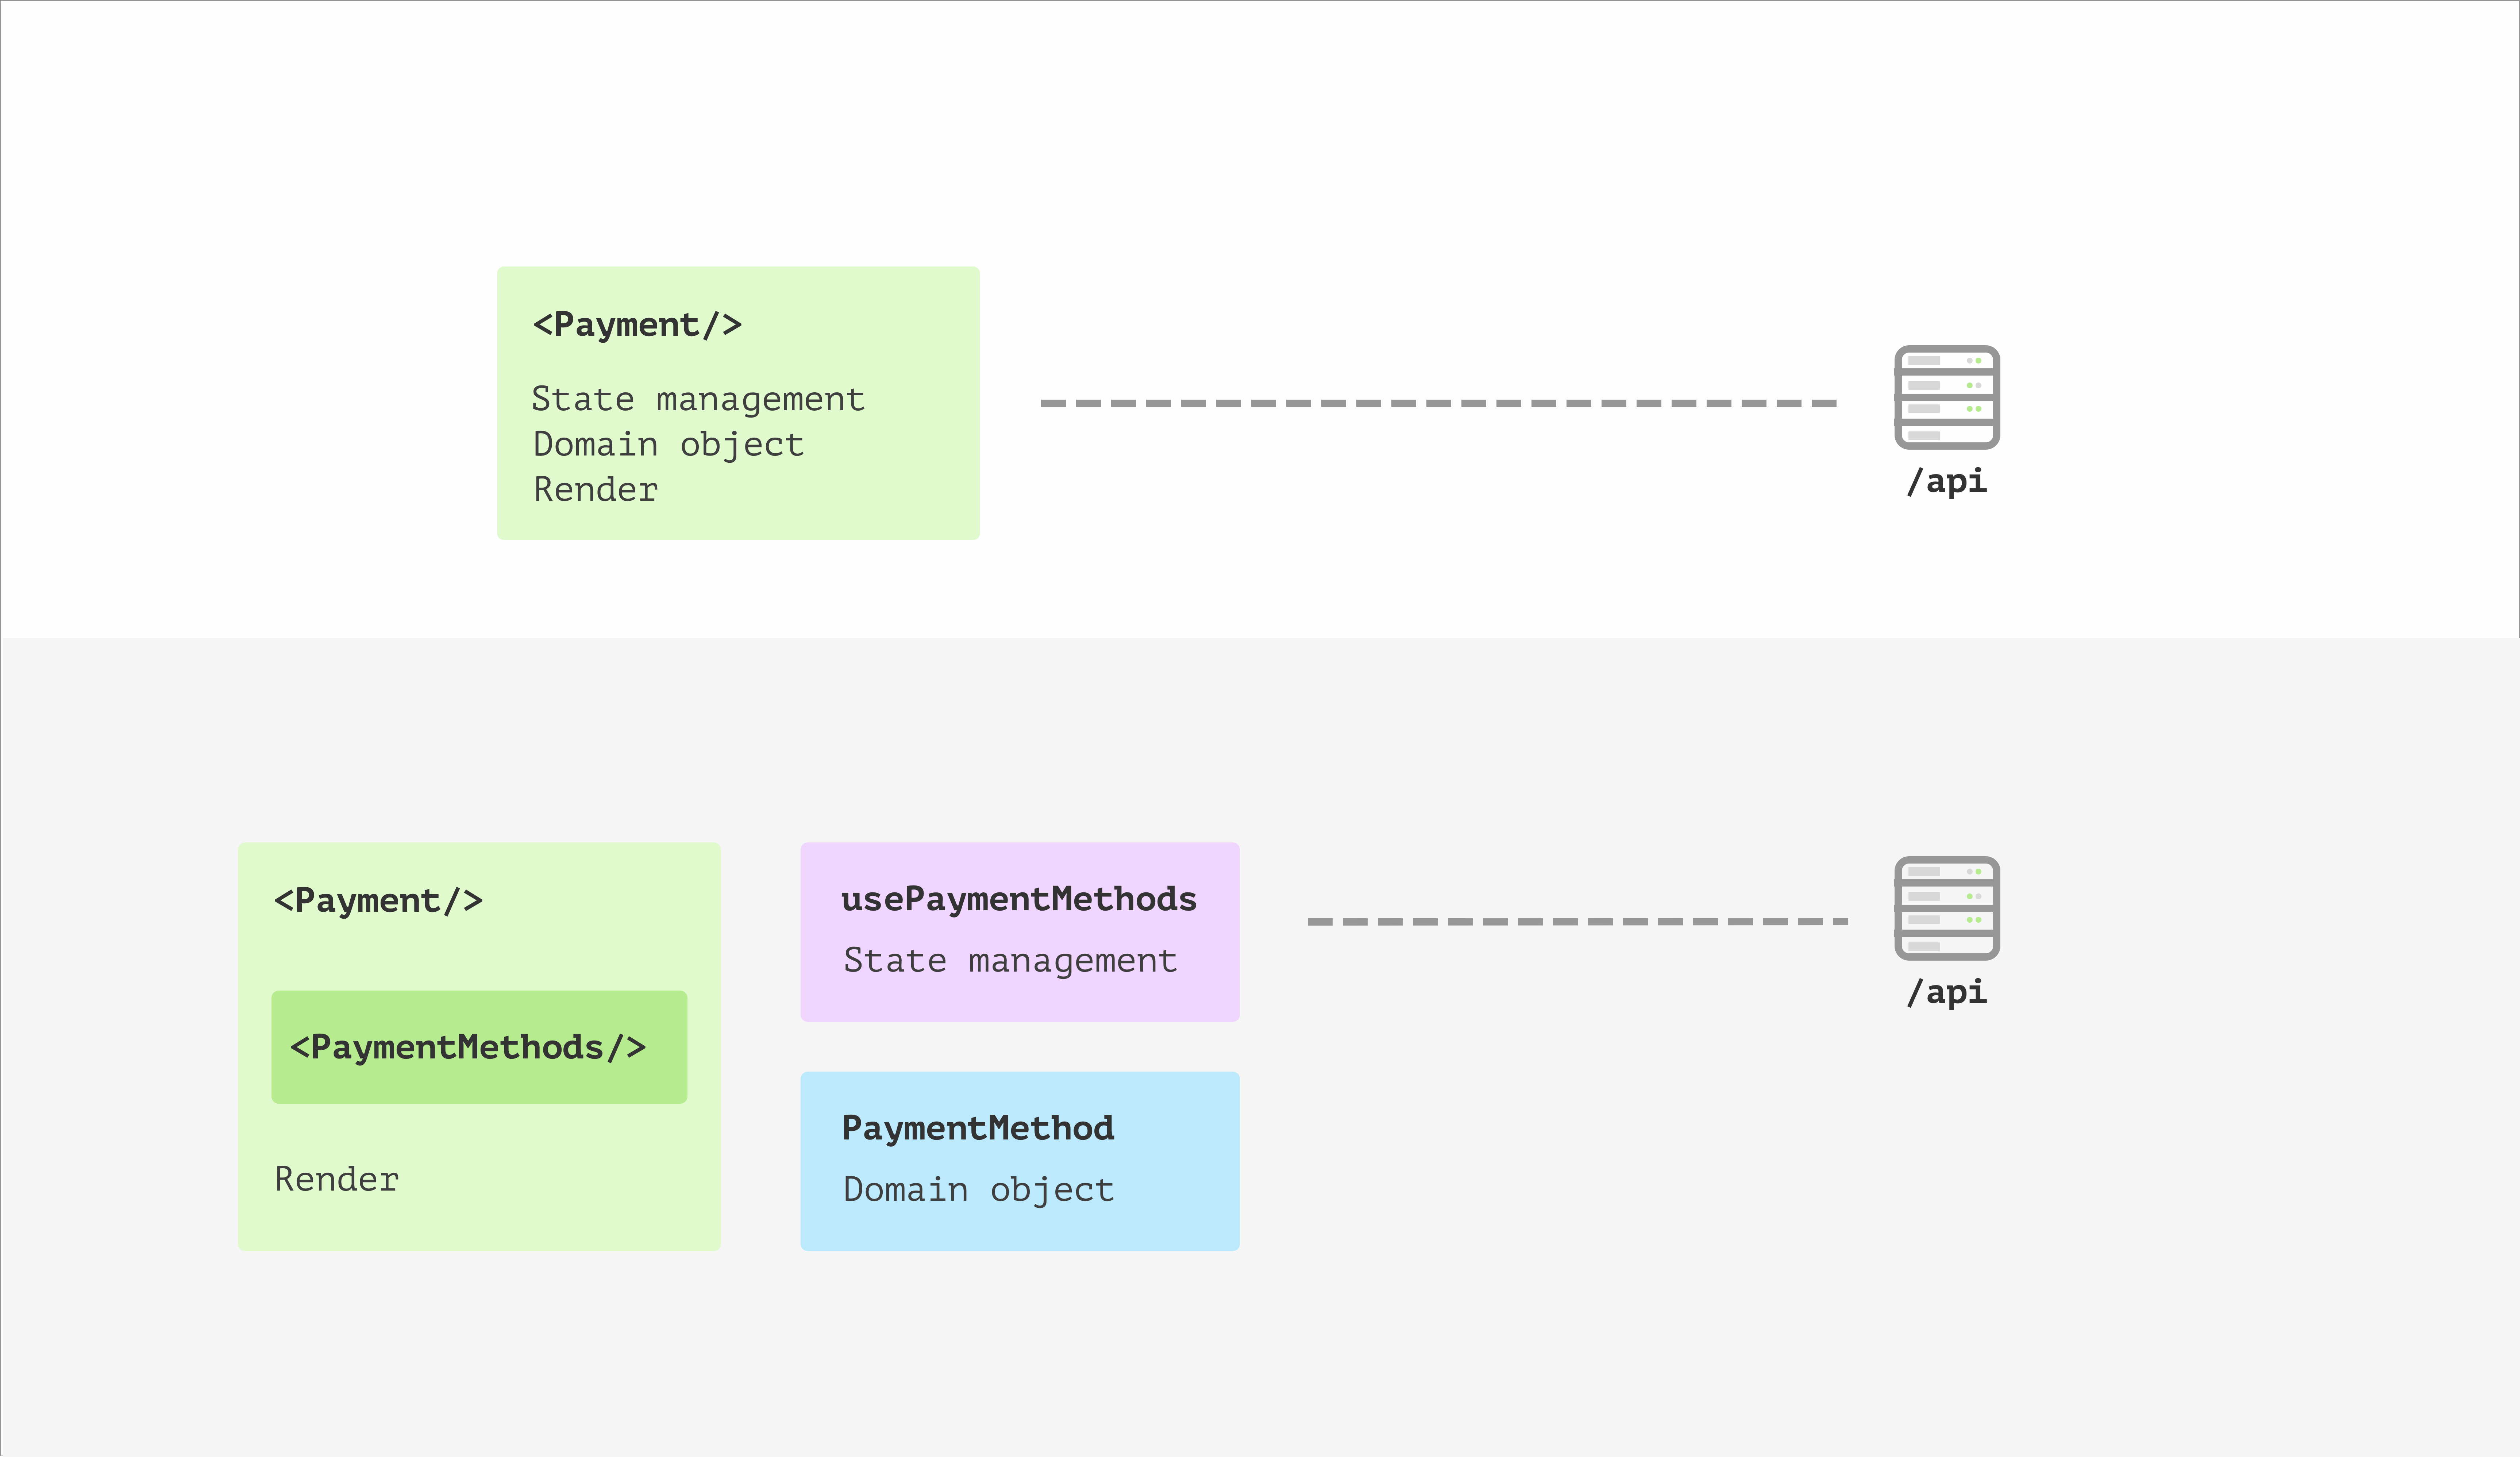 <Payment/>
State management
Domain object
Render
/api
<Payment/>
<PaymentMethods/>
Render
usePaymentMethods
State management
PaymentMethod
Domain object
/api